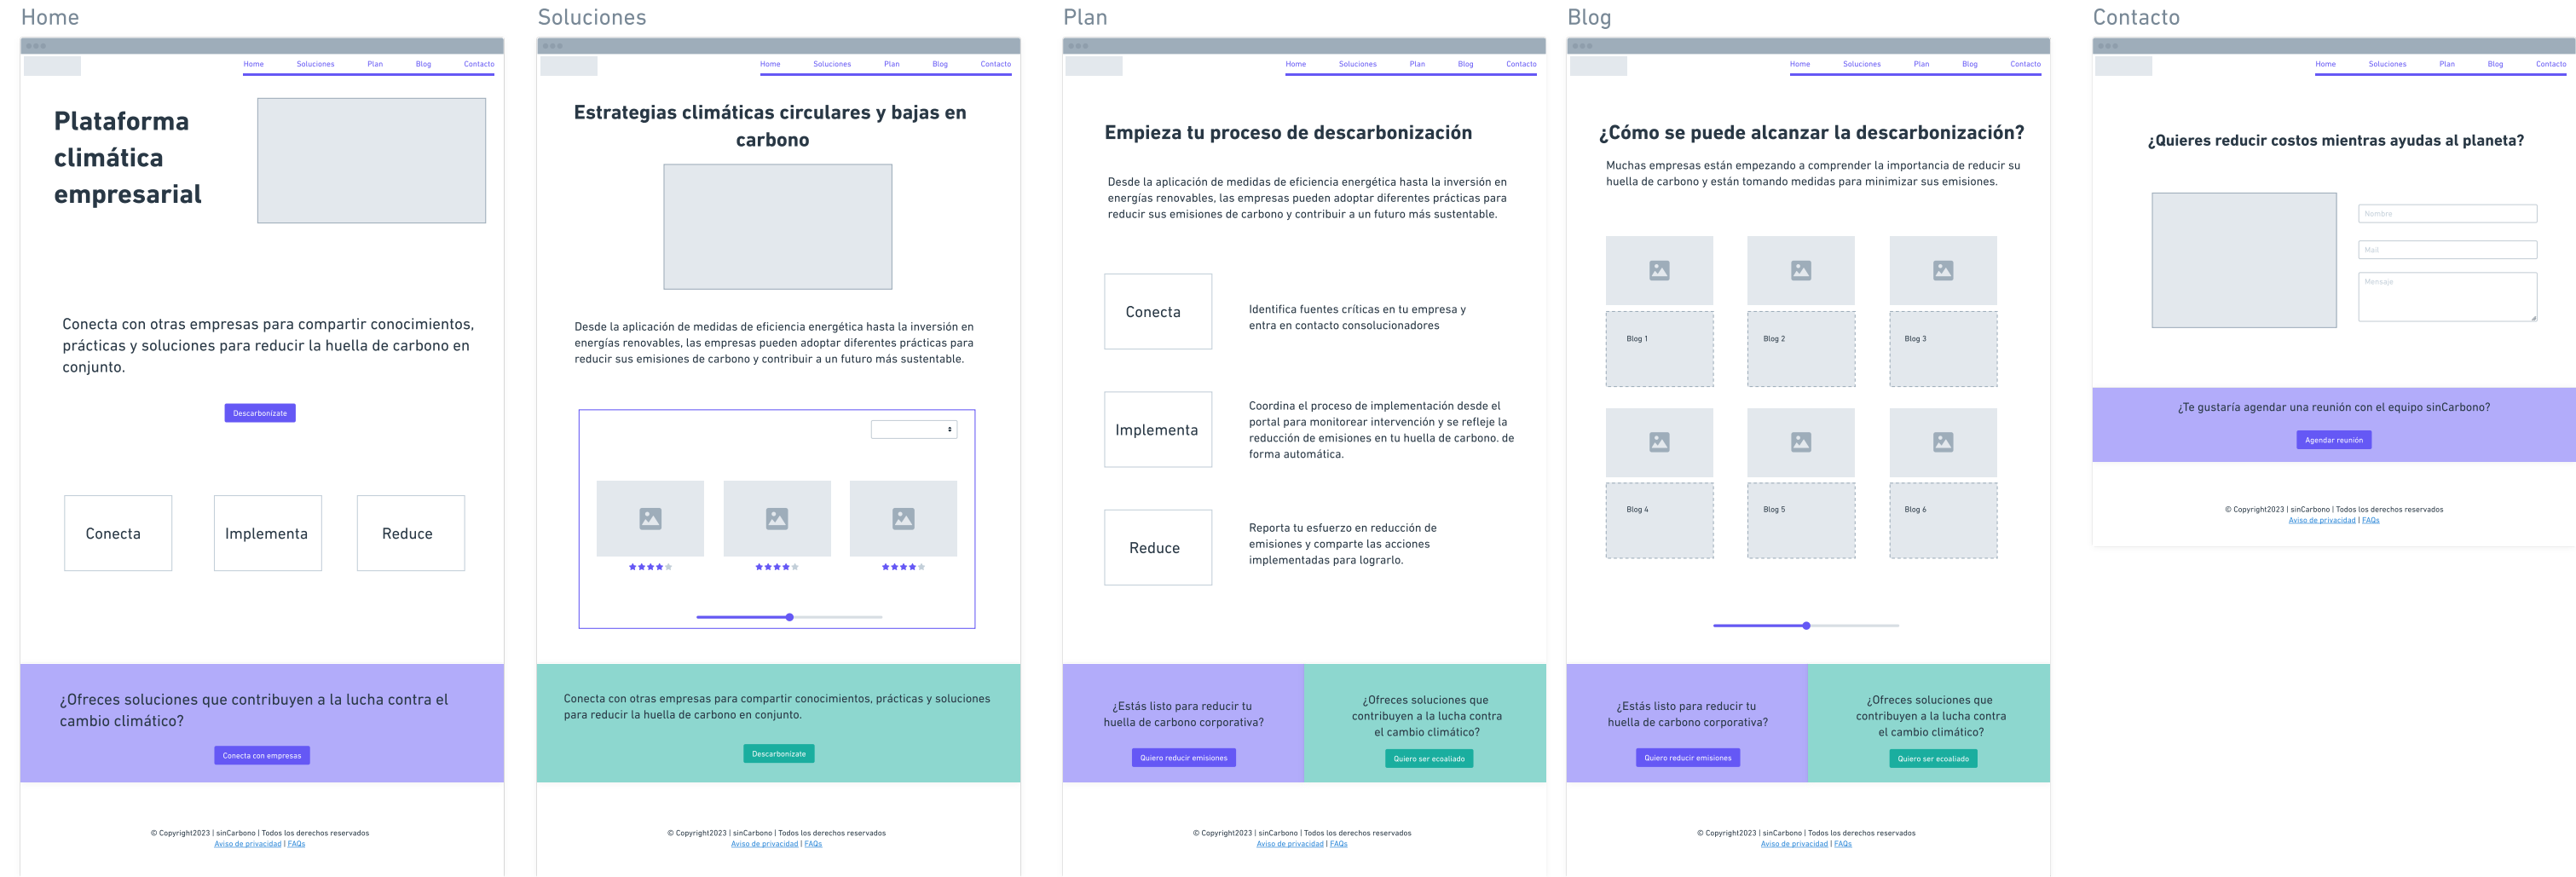 Home
Home Soluciones Plan Blog Contacto
Plataforma
climática
empresarial
Conecta con otras empresas para compartir conocimientos,
prácticas y soluciones para reducir la huella de carbono en
conjunto.
Descarbonízate
Conecta
Implementa
Reduce
¿Ofreces soluciones que contribuyen a la lucha contra el
cambio climático?
Conecta con empresas
© Copyright2023 | sinCarbono | Todos los derechos reservados
Aviso de privacidad | FAQs
Soluciones
Home Soluciones Plan Blog Contacto
Estrategias climáticas circulares y bajas en
carbono
Desde la aplicación de medidas de eficiencia energética hasta la inversión en
energías renovables, las empresas pueden adoptar diferentes prácticas para
reducir sus emisiones de carbono y contribuir a un futuro más sustentable.
Conecta con otras empresas para compartir conocimientos, prácticas y soluciones
para reducir la huella de carbono en conjunto.
Descarbonízate
© Copyright2023 | sinCarbono | Todos los derechos reservados
Aviso de privacidad | FAQs
Plan
Home Soluciones Plan Blog Contacto
Empieza tu proceso de descarbonización
Desde la aplicación de medidas de eficiencia energética hasta la inversión en
energías renovables, las empresas pueden adoptar diferentes prácticas para
reducir sus emisiones de carbono y contribuir a un futuro más sustentable.
Conecta
Identifica fuentes críticas en tu empresa y
entra en contacto consolucionadores
Implementa
Coordina el proceso de implementación desde el
portal para monitorear intervención y se refleje la
reducción de emisiones en tu huella de carbono. de
forma automática.
Reduce
Reporta tu esfuerzo en reducción de
emisiones y comparte las acciones
implementadas para lograrlo.
¿Estás listo para reducir tu
huella de carbono corporativa?
Quiero reducir emisiones
¿Ofreces soluciones que
contribuyen a la lucha contra
el cambio climático?
Quiero ser ecoaliado
© Copyright2023 | sinCarbono | Todos los derechos reservados
Aviso de privacidad | FAQs
Blog
Home Soluciones Plan Blog Contacto
¿Cómo se puede alcanzar la descarbonización?
Muchas empresas están empezando a comprender la importancia de reducir su
huella de carbono y están tomando medidas para minimizar sus emisiones.
Blog 1
Blog 2
Blog 3
Blog 4
Blog 5
Blog 6
¿Estás listo para reducir tu
huella de carbono corporativa?
Quiero reducir emisiones
¿Ofreces soluciones que
contribuyen a la lucha contra
el cambio climático?
Quiero ser ecoaliado
© Copyright2023 | sinCarbono | Todos los derechos reservados
Aviso de privacidad | FAQs
Contacto
Home Soluciones Plan Blog Contacto
¿Quieres reducir costos mientras ayudas al planeta?
Nombre
Mail
Mensaje
¿Te gustaría agendar una reunión con el equipo sinCarbono?
Agendar reunión
© Copyright2023 | sinCarbono | Todos los derechos reservados
Aviso de privacidad | FAQs